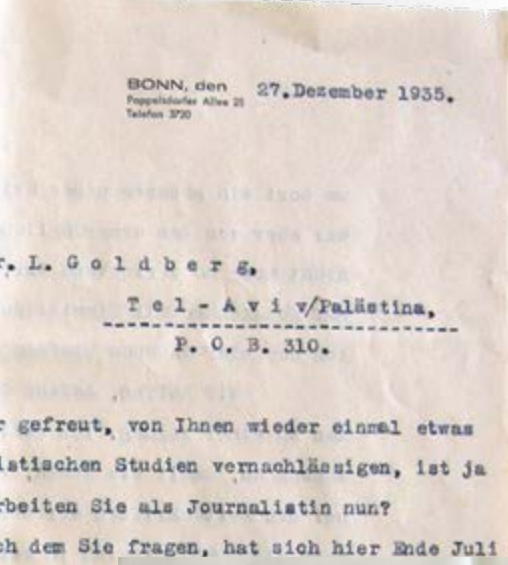 BONN, den 27.Dezember 1935.
Poppelsdorfer Allee 25
Telefon 3720
r. L. G o l d b e r g,
T e l - A v i v/Palästina,
P. O. B. 310.
r gefreut, von Ihnen wieder einmal etwas
istischen Studien vernachlässigen, ist ja
rbeiten Sie als Journalistin nun?
ch dem Sie fragen, hat sich hier Ende Juli